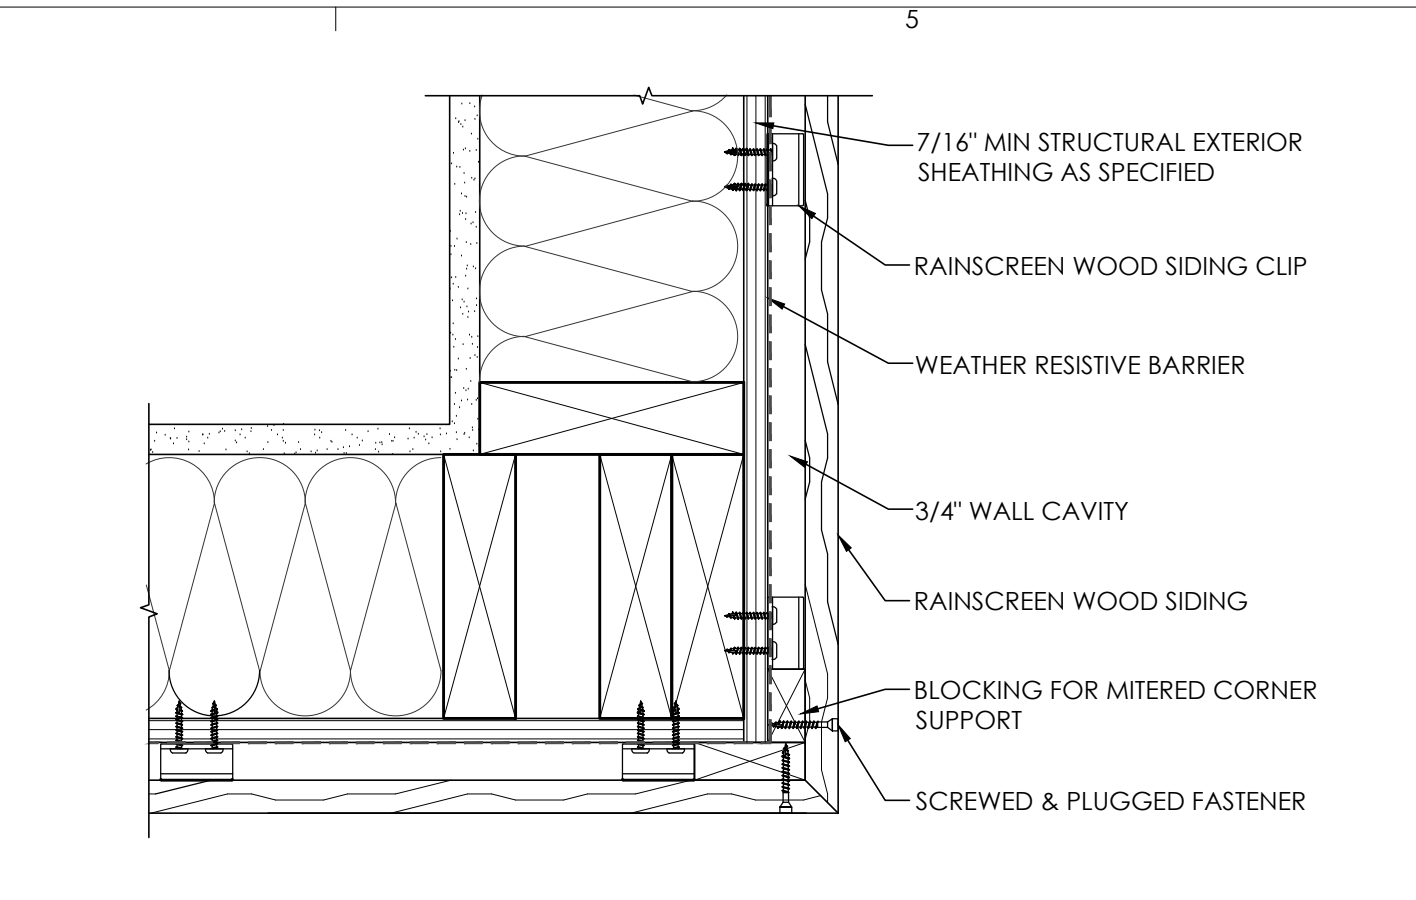 5
7/16" MIN STRUCTURAL EXTERIOR
SHEATHING AS SPECIFIED
RAINSCREEN WOOD SIDING CLIP
WEATHER RESISTIVE BARRIER
3/4" WALL CAVITY
RAINSCREEN WOOD SIDING
BLOCKING FOR MITERED CORNER
SUPPORT
SCREWED & PLUGGED FASTENER